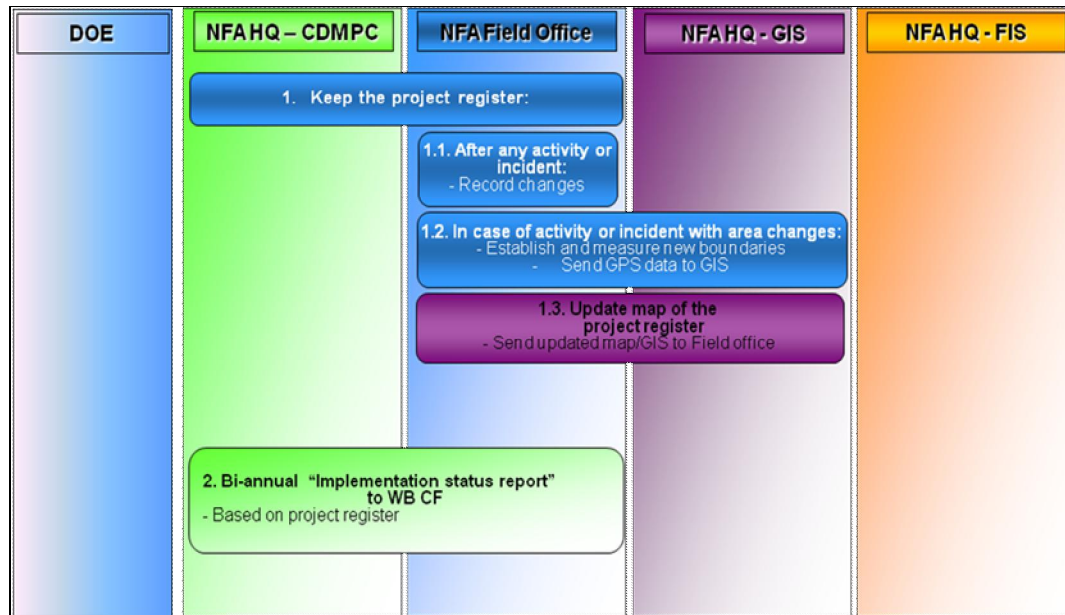 DOE
NFA HQ – CDMPC
NFA Field Office
NFA HQ - GIS
NFA HQ - FIS
1. Keep the project register:
1.1. After any activity or
incident:
- Record changes
1.2. In case of activity or incident with area changes:
- Establish and measure new boundaries
- Send GPS data to GIS
1.3. Update map of the
project register
- Send updated map/GIS to Field office
2. Bi-annual “Implementation status report”
to WB CF
- Based on project register